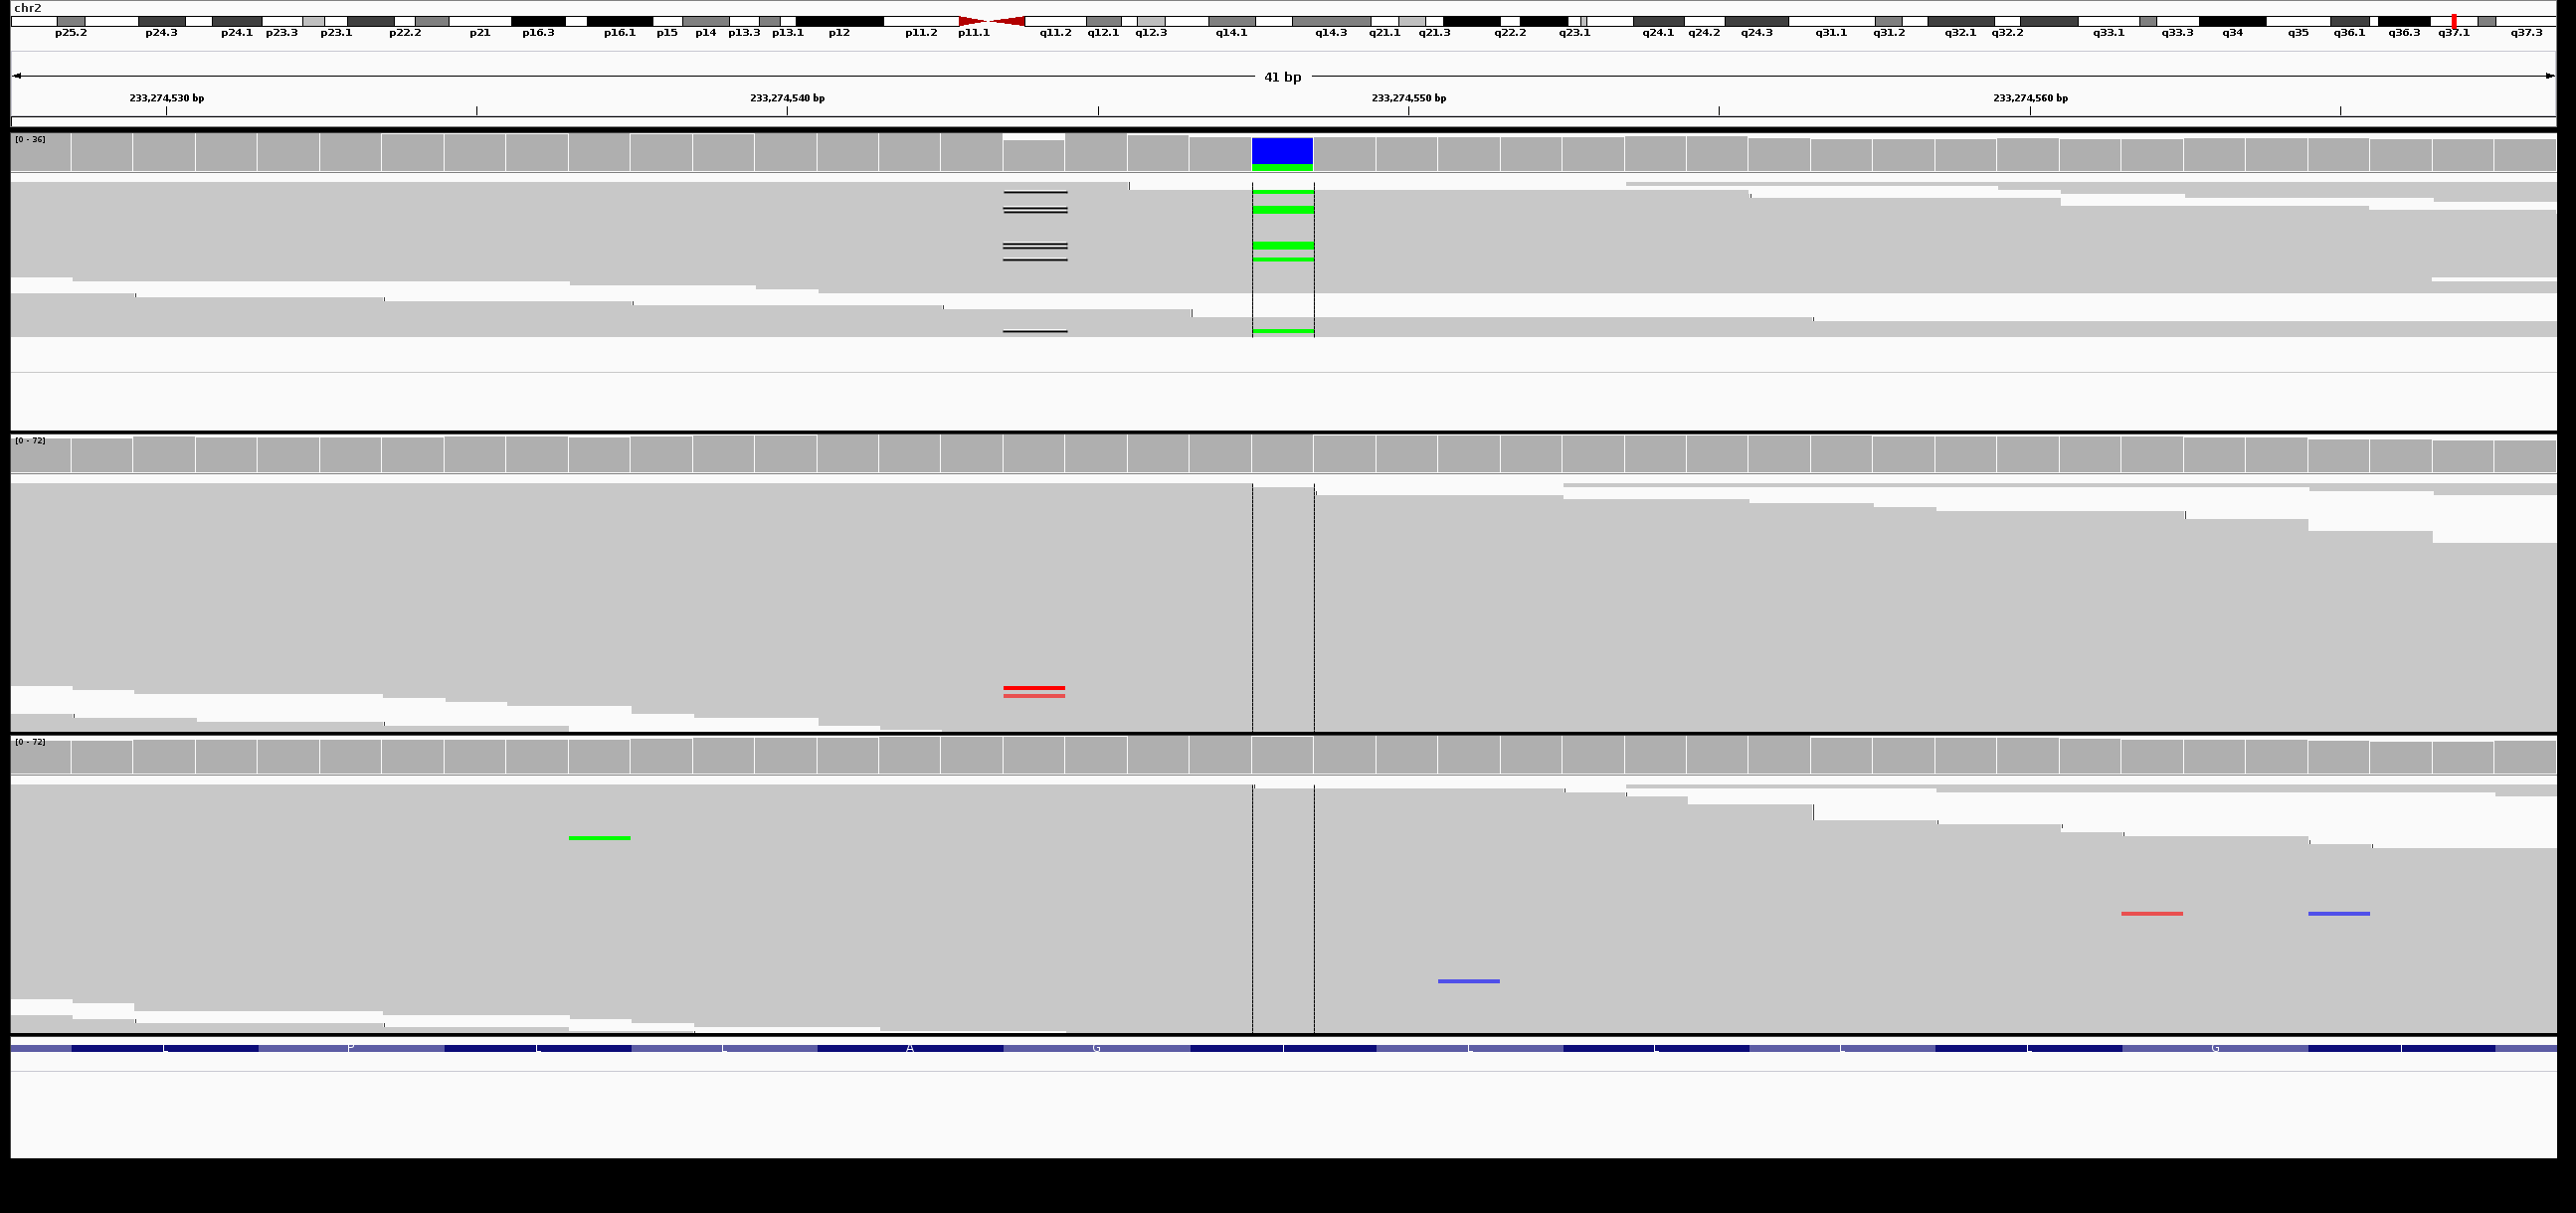 chr2
p25.2 p24.3 p24.1 p23.3 p23.1 p22.2 p21 p16.3 p16.1 p15 p14 p13.3 p13.1 p12 p11.2 p11.1 q11.2 q12.1 q12.3 q14.1 q14.3 q21.1 q21.3 q22.2 q23.1 q24.1 q24.2 q24.3 q31.1 q31.2 q32.1 q32.2 q33.1 q33.3 q34 q35 q36.1 q36.3 q37.1 q37.3
41 bp
233,274,530 bp 233,274,540 bp 233,274,550 bp 233,274,560 bp
[0 - 36]
[0 - 72]
[0 - 72]
L P L L A G I L L L L G I